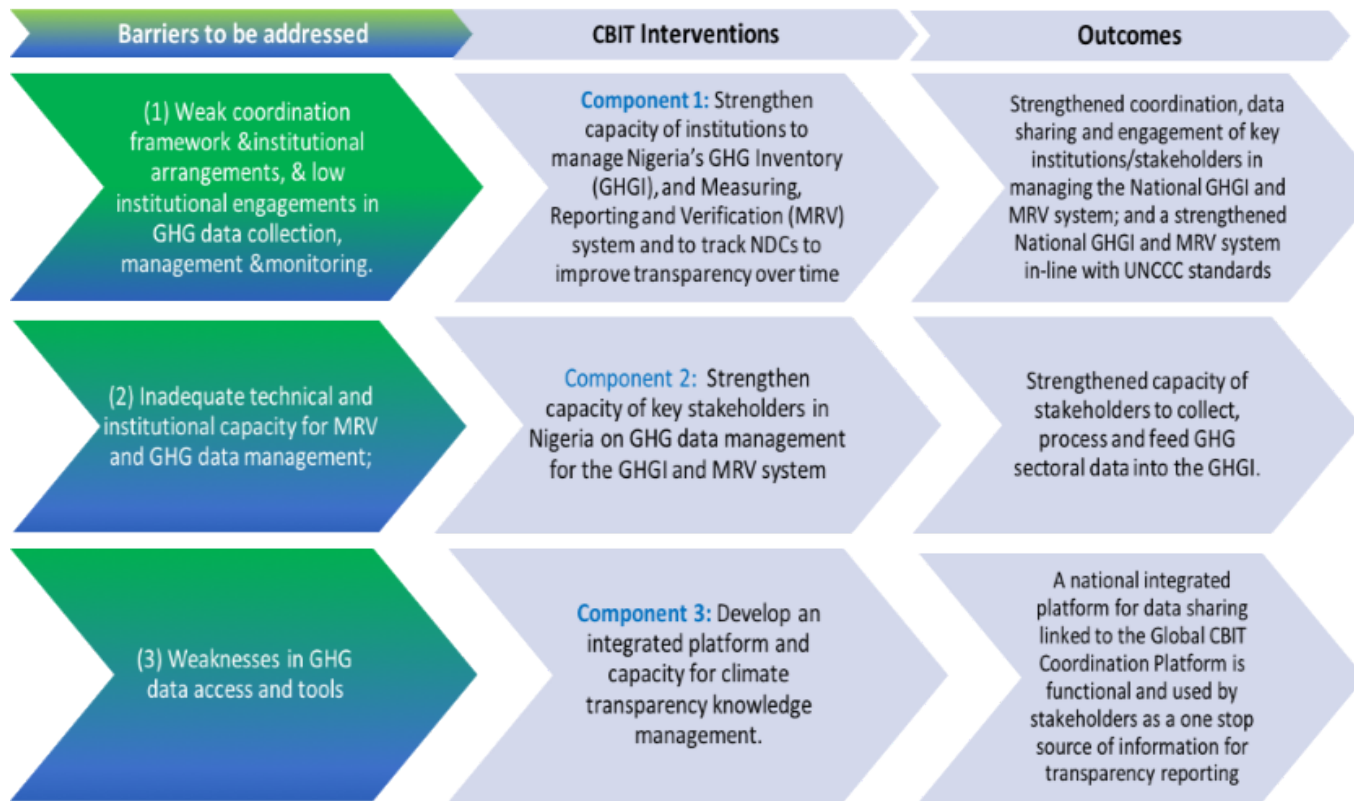 Barriers to be addressed
CBIT Interventions
Outcomes
(1) Weak coordination
framework &institutional
arrangements, & low
institutional engagements in
GHG data collection,
management &monitoring.
Component 1: Strengthen
capacity of institutions to
manage Nigeria's GHG Inventory
(GHGI), and Measuring,
Reporting and Verification (MRV)
system and to track NDCs to
improve transparency over time
Strengthened coordination, data
sharing and engagement of key
institutions/stakeholders in
managing the National GHGI and
MRV system; and a strengthened
National GHGI and MRV system
in-line with UNCCC standards
(2) Inadequate technical and
institutional capacity for MRV
and GHG data management;
Component 2: Strengthen
capacity of key stakeholders in
Nigeria on GHG data management
for the GHGI and MRV system
Strengthened capacity of
stakeholders to collect,
process and feed GHG
sectoral data into the GHGI.
(3) Weaknesses in GHG
data access and tools
Component 3: Develop an
integrated platform and
capacity for climate
transparency knowledge
management.
A national integrated
platform for data sharing
linked to the Global CBIT
Coordination Platform is
functional and used by
stakeholders as a one stop
source of information for
transparency reporting